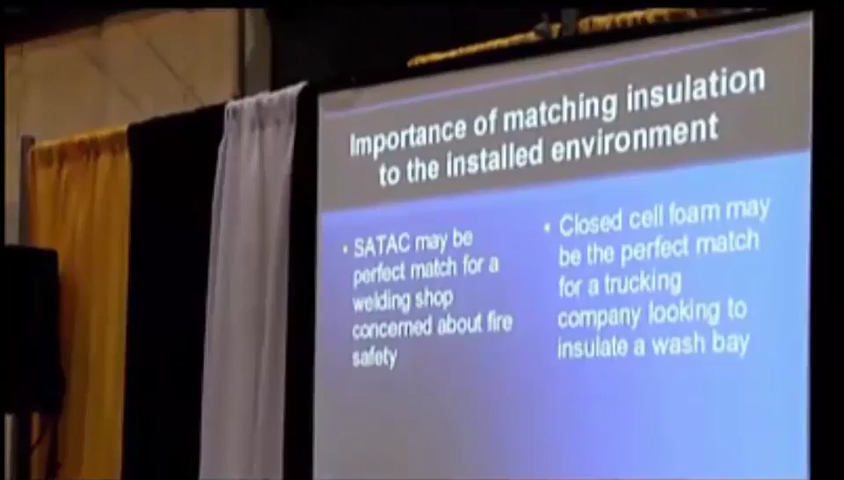 Importance of matching insulation
to the installed environment
• SATAC may be
perfect match for a
welding shop
concerned about fire
safety
• Closed cell foam may
be the perfect match
for a trucking
company looking to
insulate a wash bay